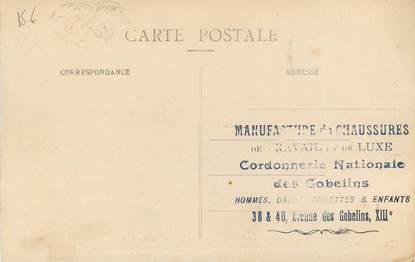 15€
CARTE POSTALE
CORRESPONDANCE
ADRESSE
MANUFACTURE de CHAUSSURES
DE TRAVAIL ET DE LUXE
Cordonnerie Nationale
des Gobelins
HOMMES, DAMES, FILLETTES & ENFANTS
38 & 40, Avenue des Gobelins, XIIIe